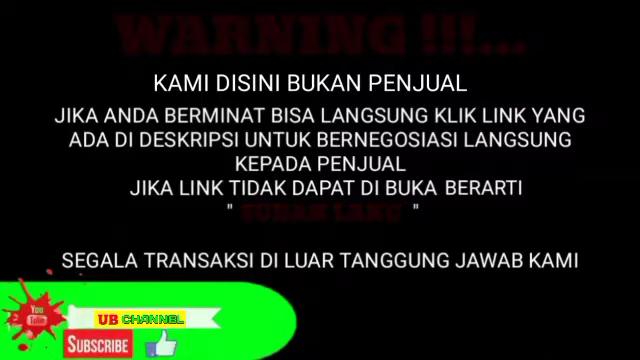 WARNING !!!...
KAMI DISINI BUKAN PENJUAL
JIKA ANDA BERMINAT BISA LANGSUNG KLIK LINK YANG
ADA DI DESKRIPSI UNTUK BERNEGOSIASI LANGSUNG
KEPADA PENJUAL
JIKA LINK TIDAK DAPAT DI BUKA BERARTI
" SUDAH LAKU "
SEGALA TRANSAKSI DI LUAR TANGGUNG JAWAB KAMI
You
Tube
UB CHANNEL
SUBSCRIBE